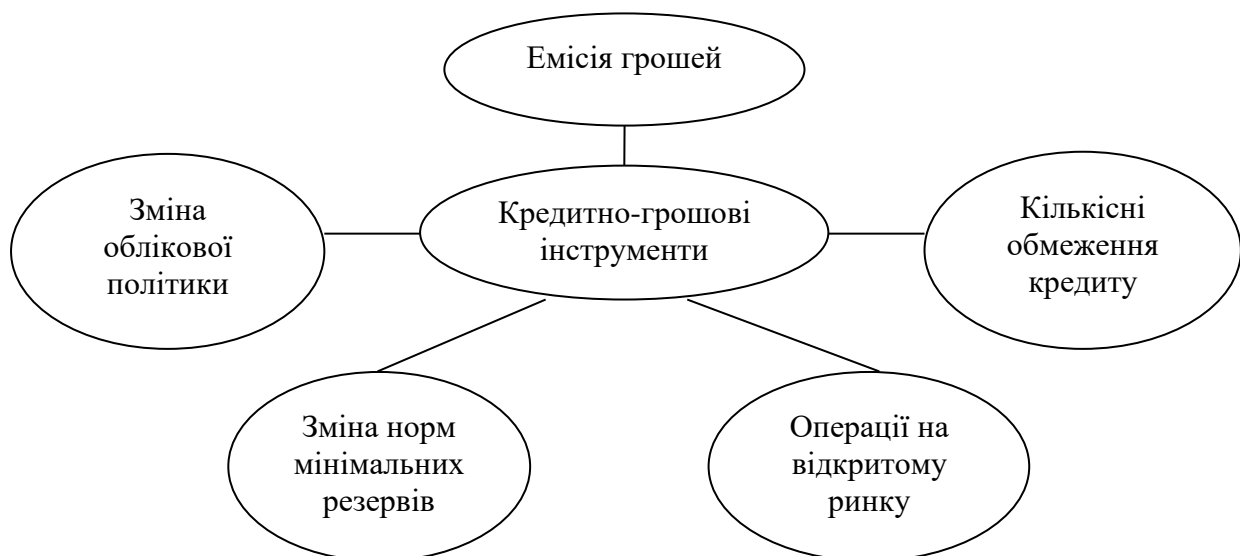 Емісія грошей
Зміна
облікової
політики
Кредитно-грошові
інструменти
Кількісні
обмеження
кредиту
Зміна норм
мінімальних
резервів
Операції на
відкритому
ринку